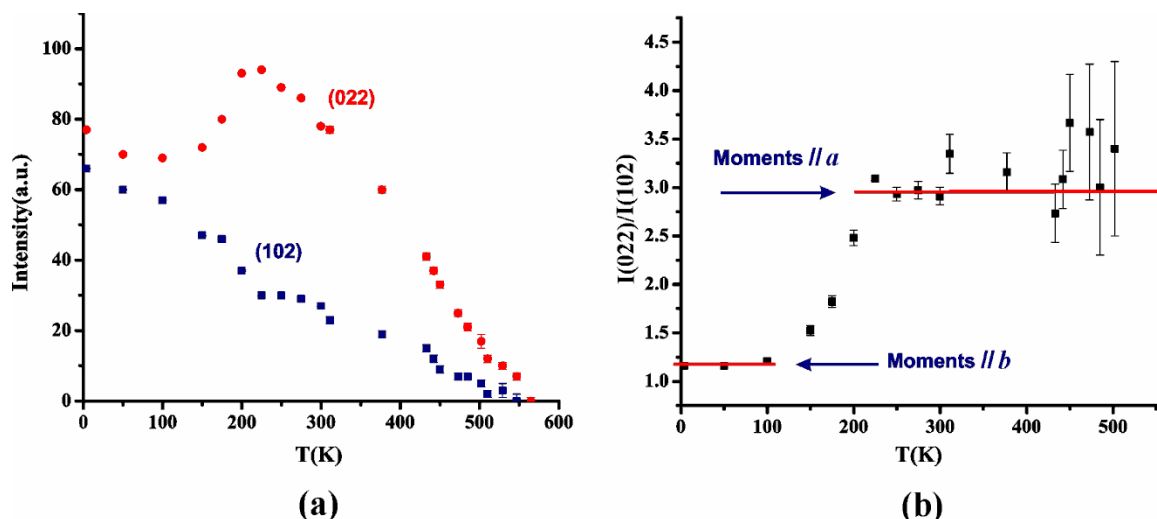 100
80
60
40
20
0
Intensity(a.u.)
(022)
(102)
0 100 200 300 400 500 600
T(K)
(a)
4.5
4.0
3.5
3.0
2.5
2.0
1.5
1.0
I(022)/I(102)
Moments // a
Moments // b
0 100 200 300 400 500
T(K)
(b)